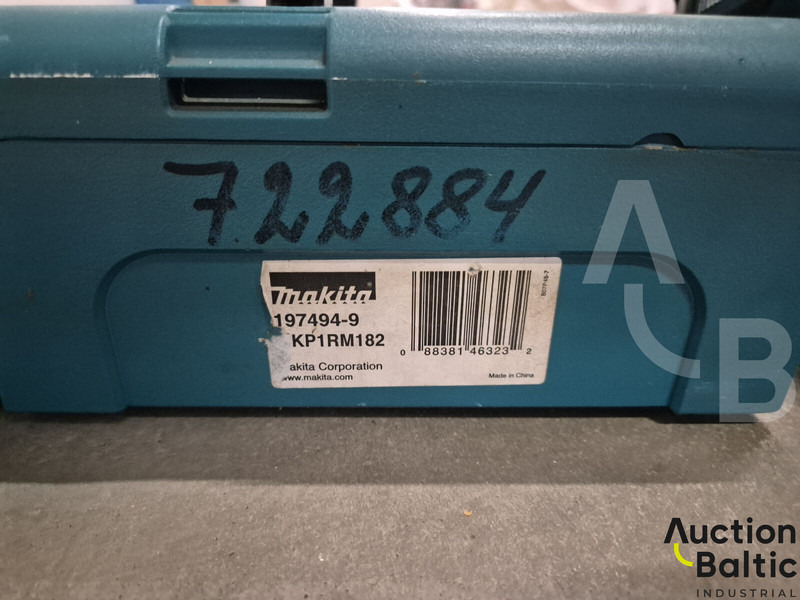 722884
makita
197494-9
KP1RM182
0 88381 46323 2
Corporation
www.makita.com
Made in China
AB
Auction
Baltic
INDUSTRIAL